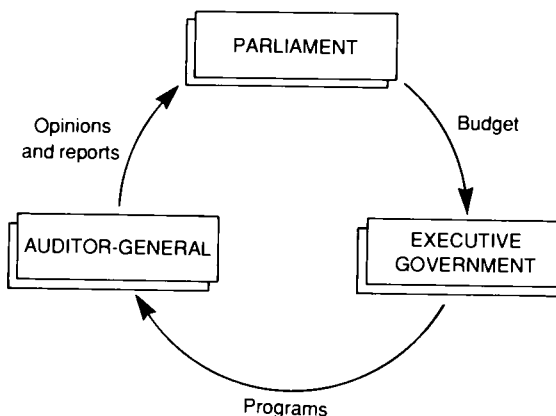 PARLIAMENT
Opinions
and reports
Budget
AUDITOR-GENERAL
EXECUTIVE
GOVERNMENT
Programs